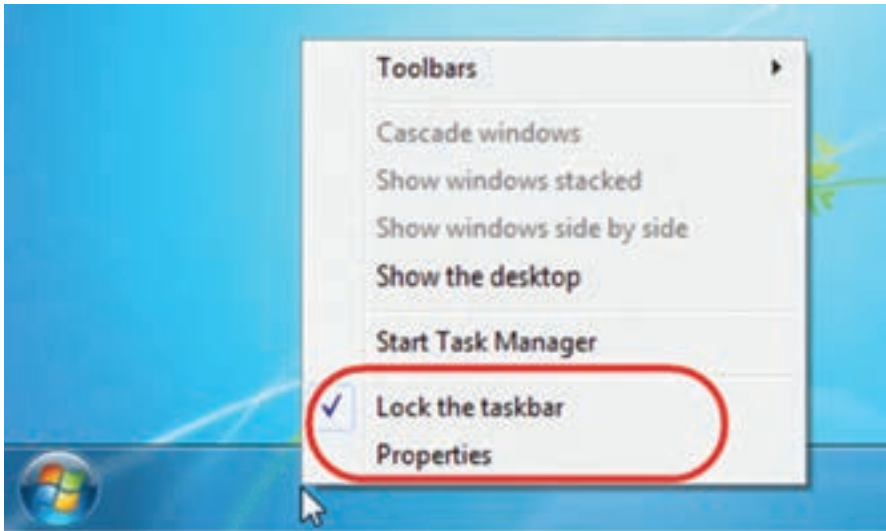 Toolbars
Cascade windows
Show windows stacked
Show windows side by side
Show the desktop
Start Task Manager
Lock the taskbar
Properties